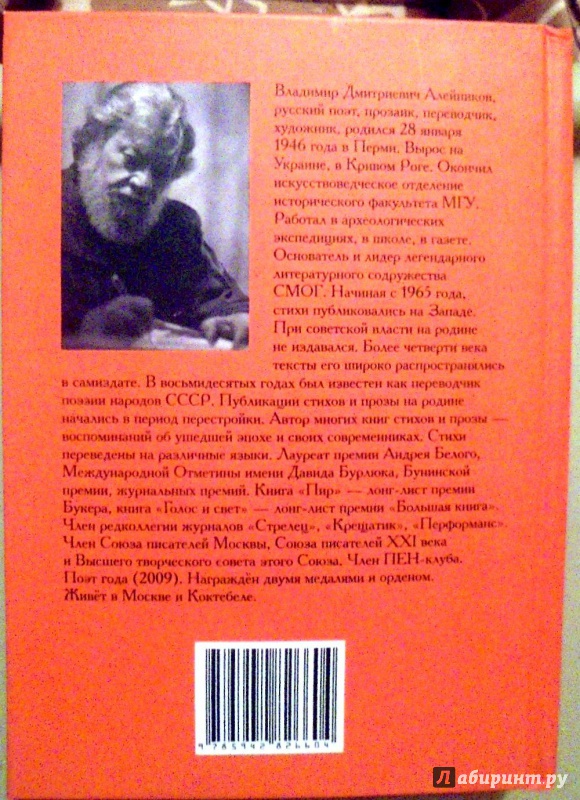 Владимир Дмитриевич Алейников,
русский поэт, прозаик, переводчик,
художник, родился 28 января
1946 года в Перми. Вырос на
Украине, в Кривом Роге. Окончил
искусствоведческое отделение
исторического факультета МГУ.
Работал в археологических
экспедициях, в школе, в газете.
Основатель и лидер легендарного
литературного содружества
СМОГ. Начиная с 1965 года,
стихи публиковались на Западе.
При советской власти на родине
не издавался. Более четверти века
тексты его широко распространялись
в самиздате. В восьмидесятых годах был известен как переводчик
поэзии народов СССР. Публикации стихов и прозы на родине
начались в период перестройки. Автор многих книг стихов и прозы —
воспоминаний об ушедшей эпохе и своих современниках. Стихи
переведены на различные языки. Лауреат премии Андрея Белого,
Международной Отметины имени Давида Бурлюка, Бунинской
премии, журнальных премий. Книга «Пир» — лонг-лист премии
Букера, книга «Голос и свет» — лонг-лист премии «Большая книга».
Член редколлегии журналов «Стрелец», «Крещатик», «Перформанс».
Член Союза писателей Москвы, Союза писателей XXI века
и Высшего творческого совета этого Союза. Член ПЕН-клуба.
Поэт года (2009). Награждён двумя медалями и орденом.
Живёт в Москве и Коктебеле.
9 785942 826604
Лабиринт.ру